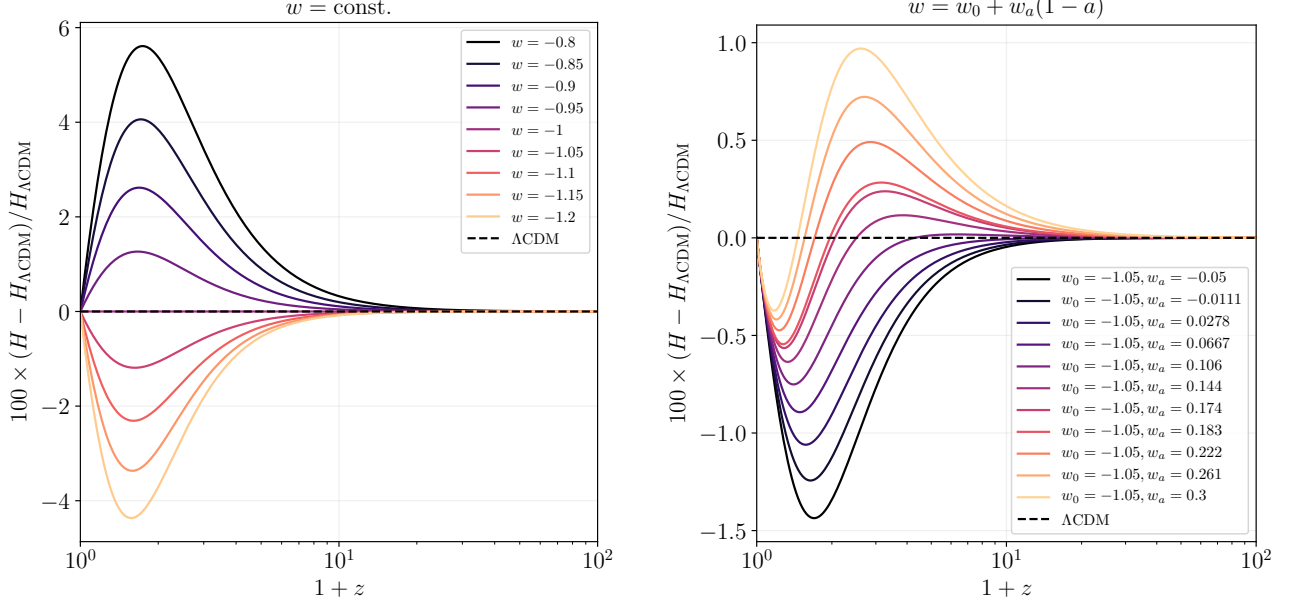 w = const.
100 × (H − H_ΛCDM)/H_ΛCDM
6
4
2
0
−2
−4
10^0
10^1
10^2
1 + z
w = −0.8
w = −0.85
w = −0.9
w = −0.95
w = −1
w = −1.05
w = −1.1
w = −1.15
w = −1.2
ΛCDM
w = w_0 + w_a(1 − a)
100 × (H − H_ΛCDM)/H_ΛCDM
1.0
0.5
0.0
−0.5
−1.0
−1.5
10^0
10^1
10^2
1 + z
w_0 = −1.05, w_a = −0.05
w_0 = −1.05, w_a = −0.0111
w_0 = −1.05, w_a = 0.0278
w_0 = −1.05, w_a = 0.0667
w_0 = −1.05, w_a = 0.106
w_0 = −1.05, w_a = 0.144
w_0 = −1.05, w_a = 0.174
w_0 = −1.05, w_a = 0.183
w_0 = −1.05, w_a = 0.222
w_0 = −1.05, w_a = 0.261
w_0 = −1.05, w_a = 0.3
ΛCDM